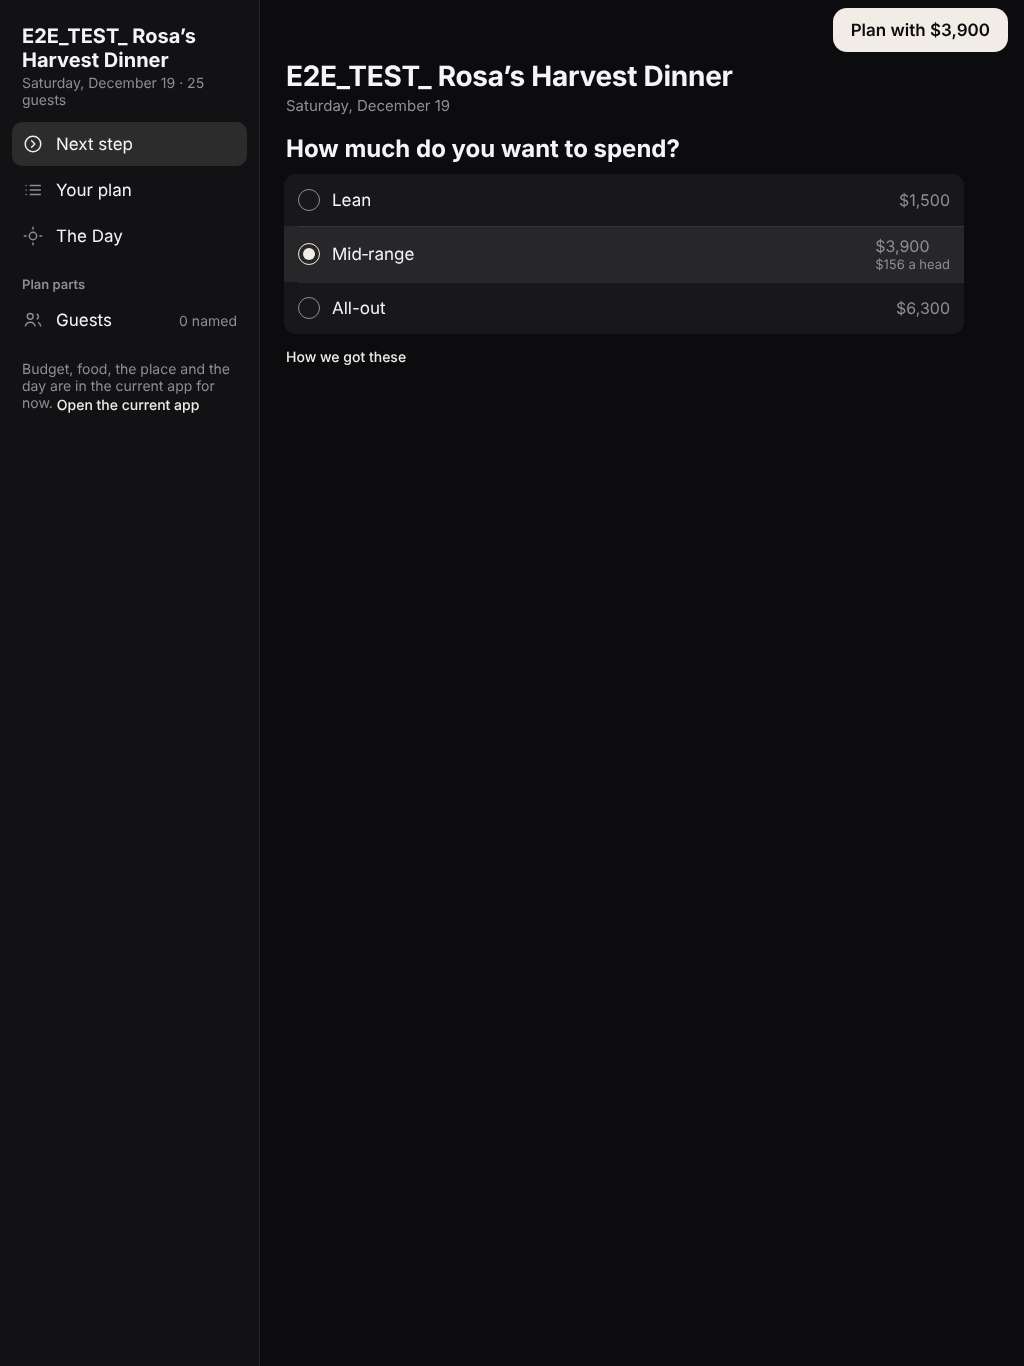 E2E_TEST_ Rosa’s
Harvest Dinner
Saturday, December 19 · 25
guests
Next step
Your plan
The Day
Plan parts
Guests 0 named
Budget, food, the place and the
day are in the current app for
now. Open the current app
Plan with $3,900
E2E_TEST_ Rosa’s Harvest Dinner
Saturday, December 19
How much do you want to spend?
Lean $1,500
Mid-range $3,900
$156 a head
All-out $6,300
How we got these